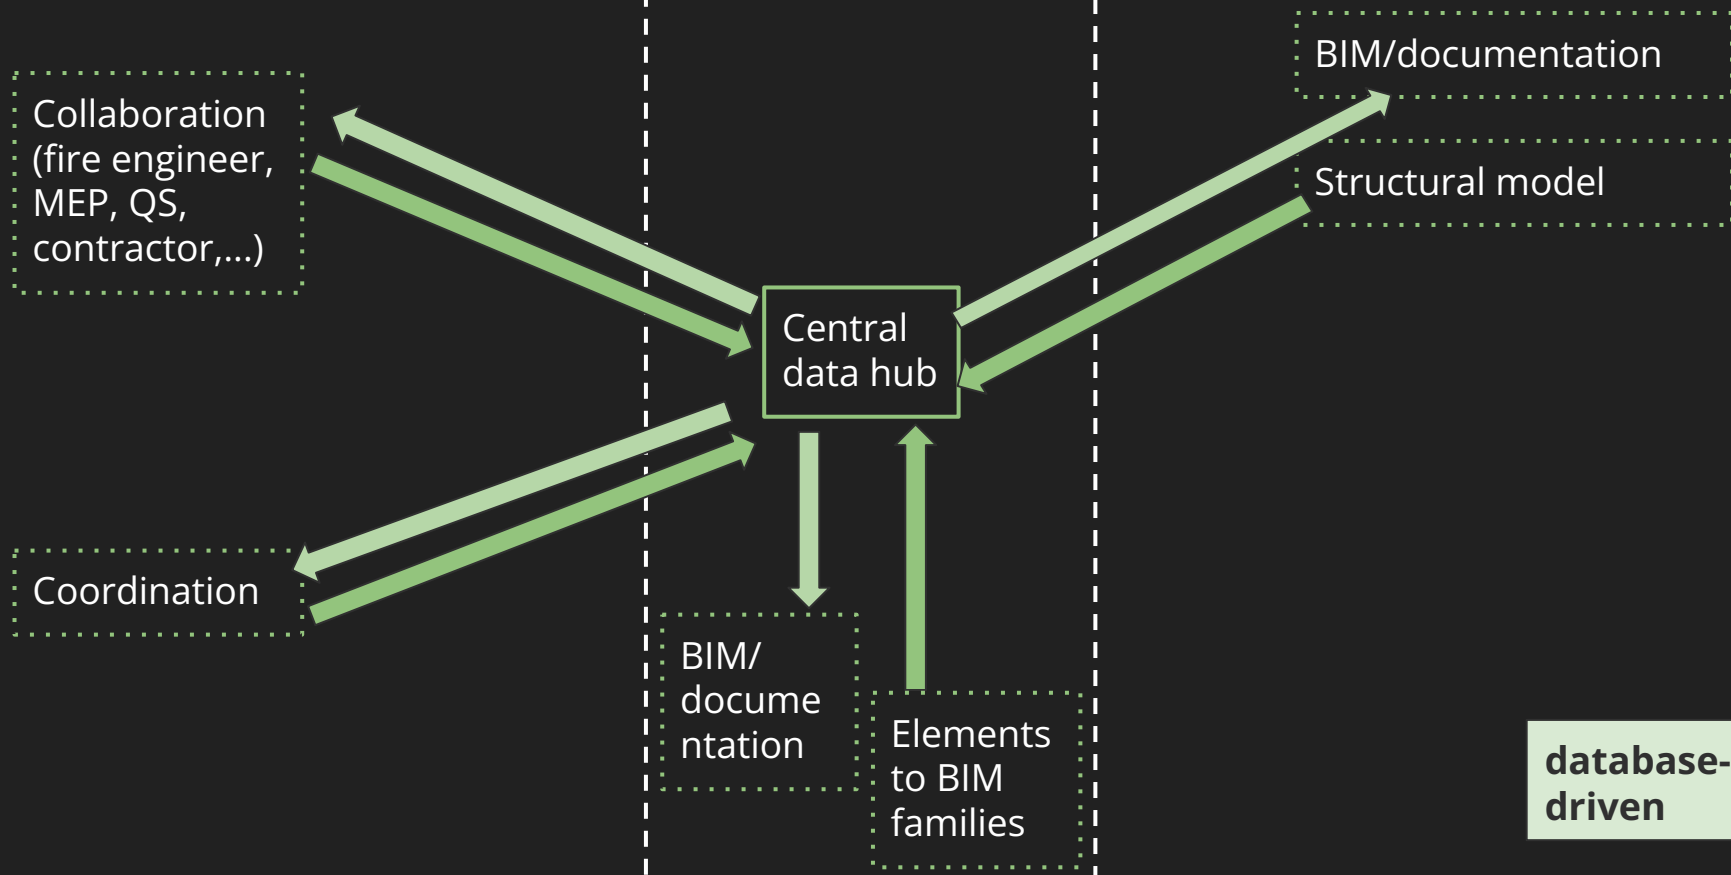 Collaboration
(fire engineer,
MEP, QS,
contractor,...)
Coordination
Central
data hub
BIM/
docume
ntation
Elements
to BIM
families
BIM/documentation
Structural model
database-
driven